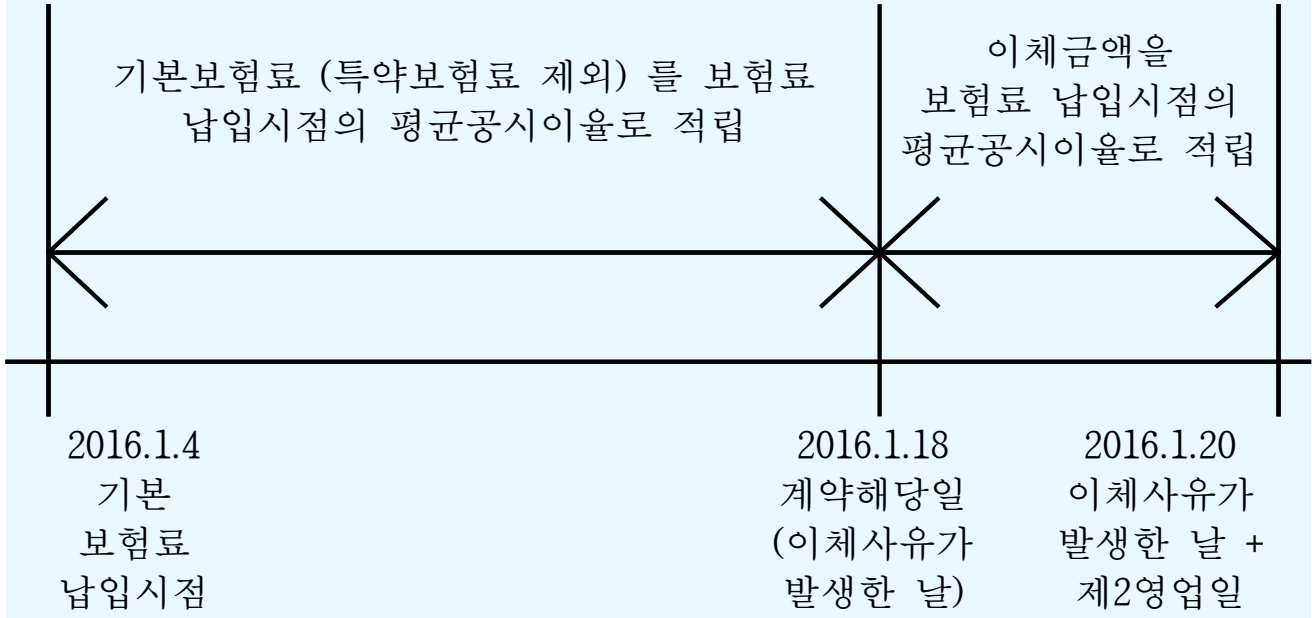 기본보험료 (특약보험료 제외) 를 보험료
납입시점의 평균공시이율로 적립
이체금액을
보험료 납입시점의
평균공시이율로 적립
2016.1.4
기본
보험료
납입시점
2016.1.18
계약해당일
(이체사유가
발생한 날)
2016.1.20
이체사유가
발생한 날 +
제2영업일